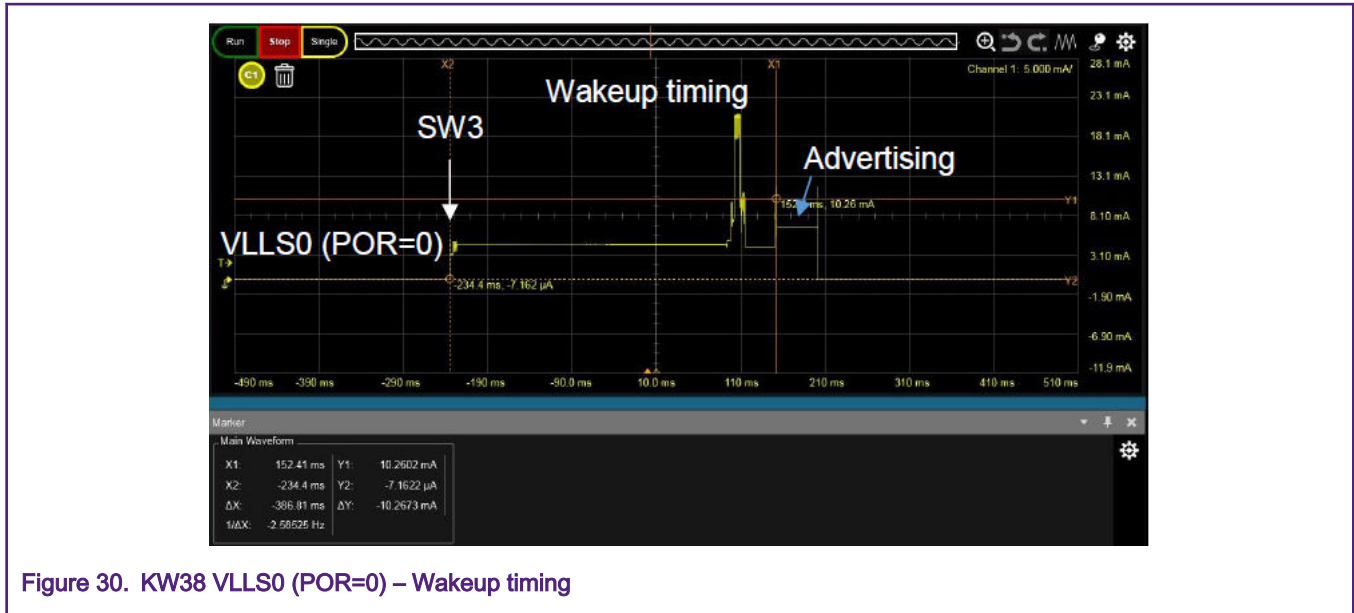 Run Stop Single
C1
X2 X1 Channel 1: 5.000 mA/ 28.1 mA
Wakeup timing 23.1 mA
SW3 18.1 mA
Advertising 13.1 mA
152. ms, 10.26 mA Y1
8.10 mA
VLLS0 (POR=0) 3.10 mA
T
-234.4 ms, -7.162 µA Y2
-1.90 mA
-6.90 mA
-11.9 mA
-490 ms -390 ms -290 ms -190 ms -90.0 ms 10.0 ms 110 ms 210 ms 310 ms 410 ms 510 ms
Marker
Main Waveform
X1: 152.41 ms Y1: 10.2602 mA
X2: -234.4 ms Y2: -7.1622 µA
ΔX: -386.81 ms ΔY: -10.2673 mA
1/ΔX: -2.58525 Hz
Figure 30. KW38 VLLS0 (POR=0) – Wakeup timing